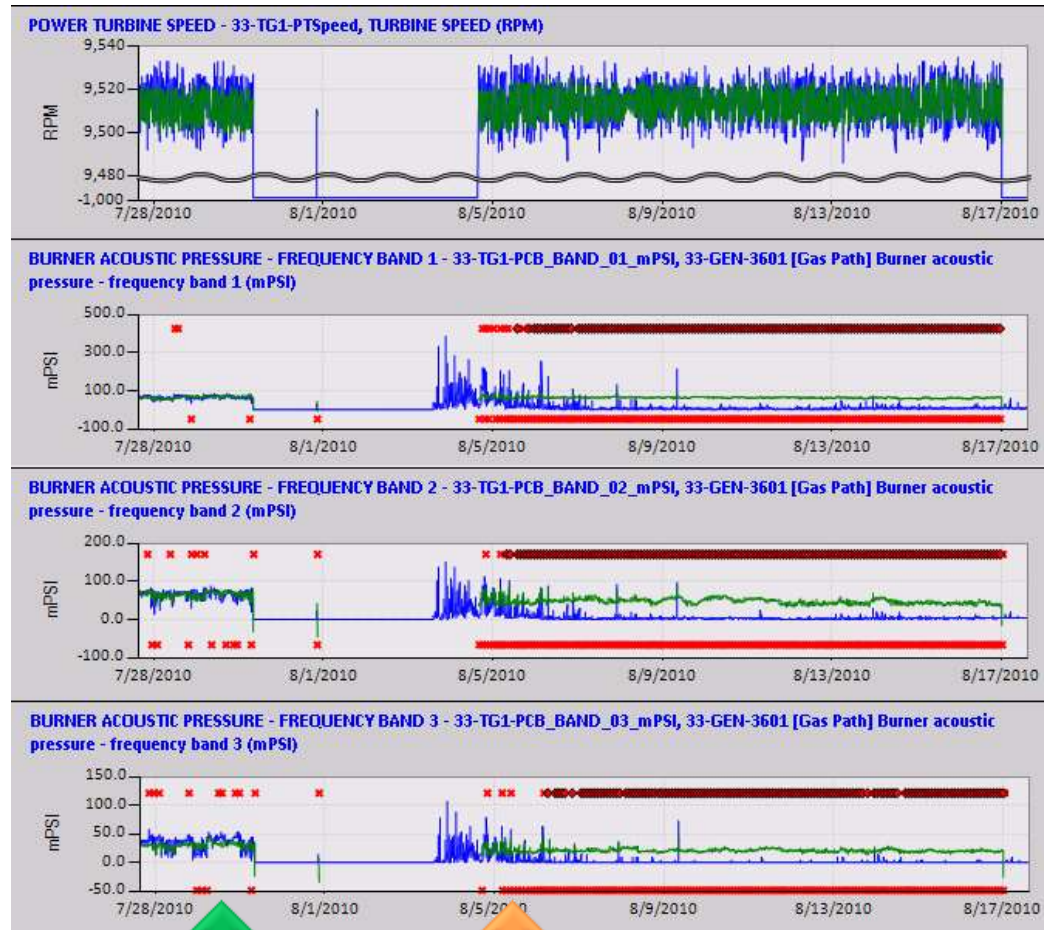 POWER TURBINE SPEED - 33-TG1-PTSpeed, TURBINE SPEED (RPM)
9,540
9,520
9,500
9,480
-1,000
RPM
7/28/2010 8/1/2010 8/5/2010 8/9/2010 8/13/2010 8/17/2010
BURNER ACOUSTIC PRESSURE - FREQUENCY BAND 1 - 33-TG1-PCB_BAND_01_mPSI, 33-GEN-3601 [Gas Path] Burner acoustic
pressure - frequency band 1 (mPSI)
500.0
300.0
100.0
-100.0
mPSI
7/28/2010 8/1/2010 8/5/2010 8/9/2010 8/13/2010 8/17/2010
BURNER ACOUSTIC PRESSURE - FREQUENCY BAND 2 - 33-TG1-PCB_BAND_02_mPSI, 33-GEN-3601 [Gas Path] Burner acoustic
pressure - frequency band 2 (mPSI)
200.0
100.0
0.0
-100.0
mPSI
7/28/2010 8/1/2010 8/5/2010 8/9/2010 8/13/2010 8/17/2010
BURNER ACOUSTIC PRESSURE - FREQUENCY BAND 3 - 33-TG1-PCB_BAND_03_mPSI, 33-GEN-3601 [Gas Path] Burner acoustic
pressure - frequency band 3 (mPSI)
150.0
100.0
50.0
0.0
-50.0
mPSI
7/28/2010 8/1/2010 8/5/2010 8/9/2010 8/13/2010 8/17/2010